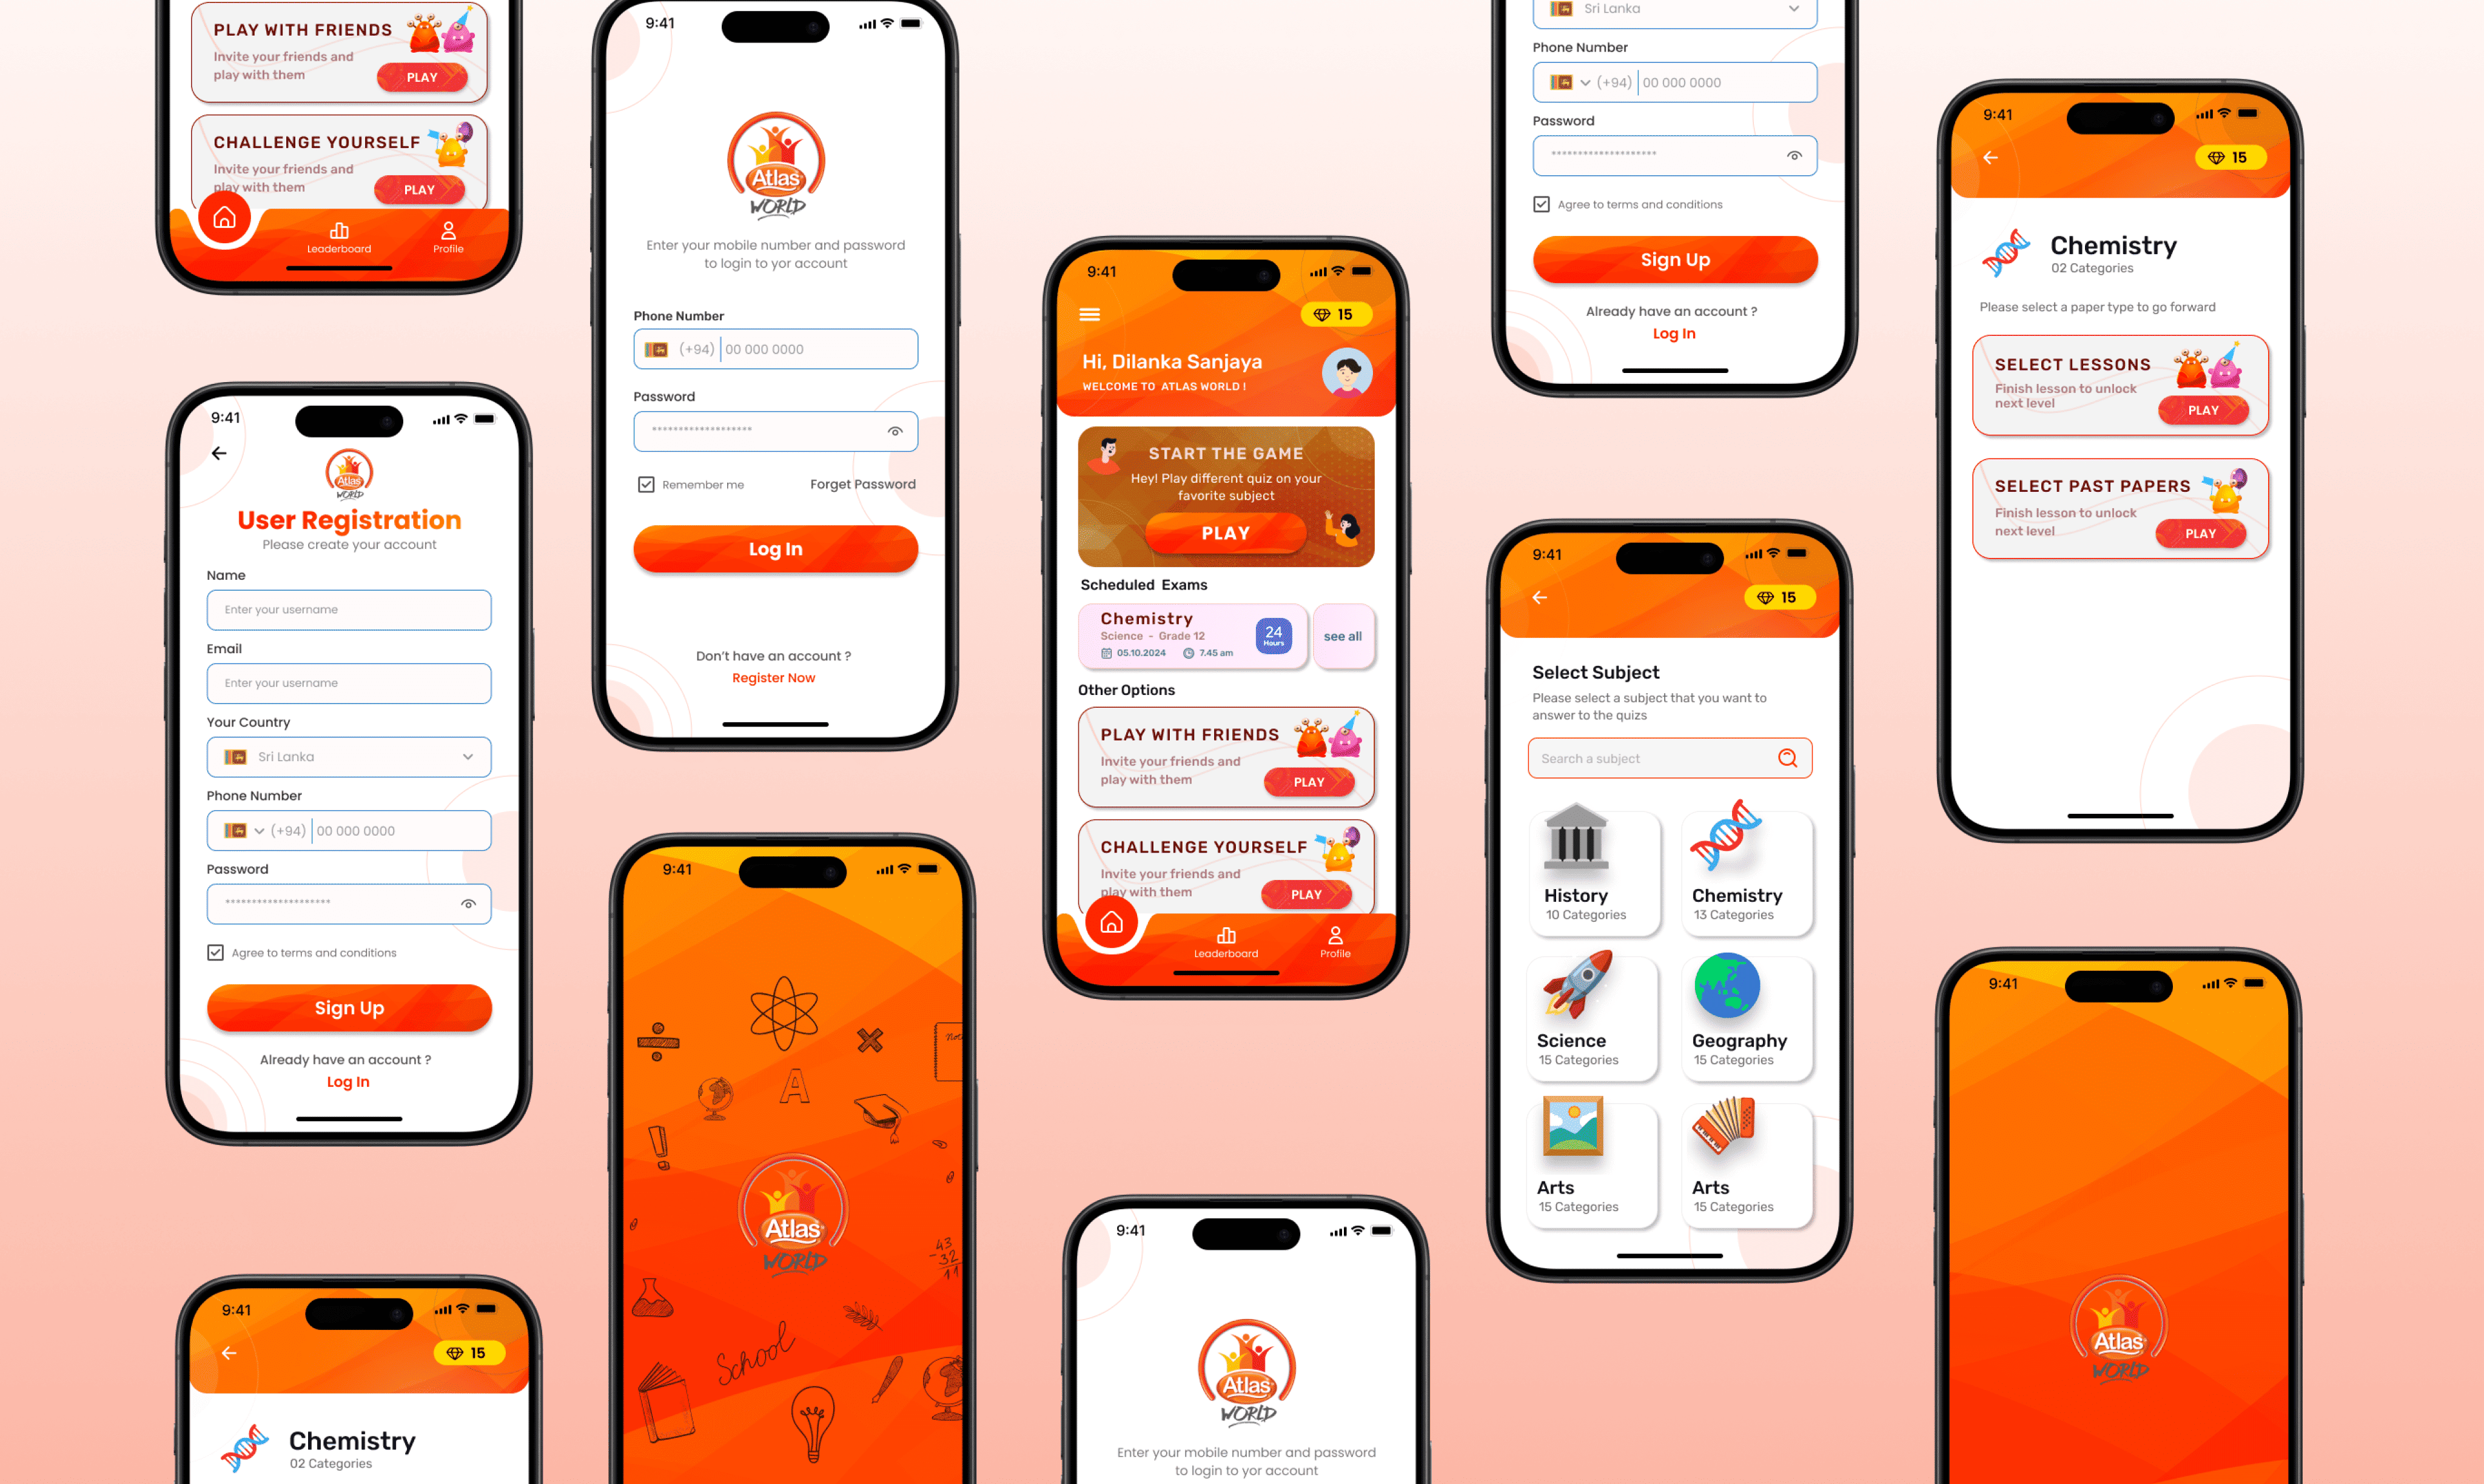 PLAY WITH FRIENDS
Invite your friends and
play with them
PLAY
CHALLENGE YOURSELF
Invite your friends and
play with them
PLAY
Leaderboard
Profile
9:41
Atlas
WORLD
User Registration
Please create your account
Name
Enter your username
Email
Enter your username
Your Country
Sri Lanka
Phone Number
(+94) 00 000 0000
Password
********************
Agree to terms and conditions
Sign Up
Already have an account ?
Log In
9:41
15
Chemistry
02 Categories
9:41
Atlas
WORLD
Enter your mobile number and password
to login to yor account
Phone Number
(+94) 00 000 0000
Password
*******************
Remember me
Forget Password
Log In
Don't have an account ?
Register Now
9:41
A
School
-43
32
11
Atlas
WORLD
9:41
15
Hi, Dilanka Sanjaya
WELCOME TO ATLAS WORLD !
START THE GAME
Hey! Play different quiz on your
favorite subject
PLAY
Scheduled Exams
Chemistry
Science - Grade 12
05.10.2024
7.45 am
24
Hours
see all
Other Options
PLAY WITH FRIENDS
Invite your friends and
play with them
PLAY
CHALLENGE YOURSELF
Invite your friends and
play with them
PLAY
Leaderboard
Profile
9:41
Atlas
WORLD
Enter your mobile number and password
to login to yor account
Sri Lanka
Phone Number
(+94) 00 000 0000
Password
********************
Agree to terms and conditions
Sign Up
Already have an account ?
Log In
9:41
15
Select Subject
Please select a subject that you want to
answer to the quizs
Search a subject
History
10 Categories
Chemistry
13 Categories
Science
15 Categories
Geography
15 Categories
Arts
15 Categories
Arts
15 Categories
9:41
15
Chemistry
02 Categories
Please select a paper type to go forward
SELECT LESSONS
Finish lesson to unlock
next level
PLAY
SELECT PAST PAPERS
Finish lesson to unlock
next level
PLAY
9:41
Atlas
WORLD